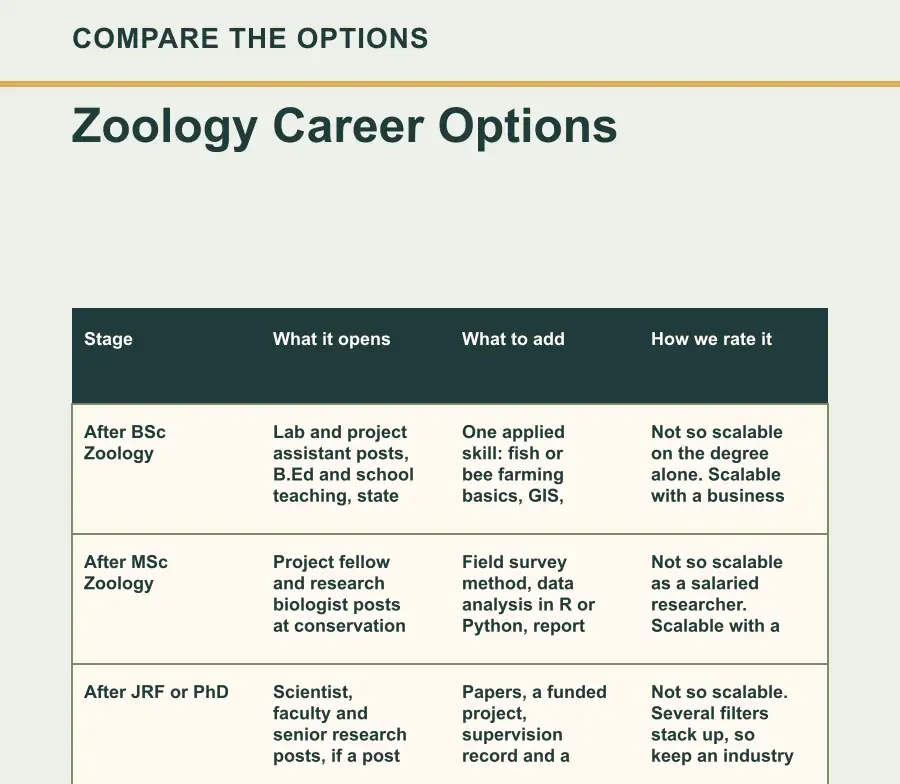 COMPARE THE OPTIONS
Zoology Career Options
Stage
What it opens
What to add
How we rate it
After BSc
Zoology
Lab and project
assistant posts,
B.Ed and school
teaching, state
One applied
skill: fish or
bee farming
basics, GIS,
Not so scalable
on the degree
alone. Scalable
with a business
After MSc
Zoology
Project fellow
and research
biologist posts
at conservation
Field survey
method, data
analysis in R or
Python, report
Not so scalable
as a salaried
researcher.
Scalable with a
After JRF or PhD
Scientist,
faculty and
senior research
posts, if a post
Papers, a funded
project,
supervision
record and a
Not so scalable.
Several filters
stack up, so
keep an industry